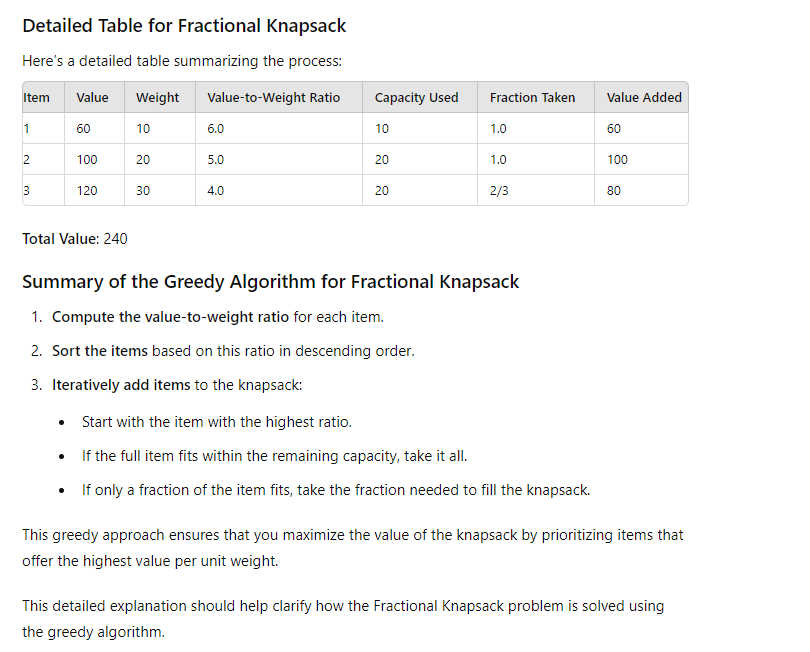 Detailed Table for Fractional Knapsack
Here's a detailed table summarizing the process:
Item Value Weight Value-to-Weight Ratio Capacity Used Fraction Taken Value Added
1 60 10 6.0 10 1.0 60
2 100 20 5.0 20 1.0 100
3 120 30 4.0 20 2/3 80
Total Value: 240
Summary of the Greedy Algorithm for Fractional Knapsack
1. Compute the value-to-weight ratio for each item.
2. Sort the items based on this ratio in descending order.
3. Iteratively add items to the knapsack:
• Start with the item with the highest ratio.
• If the full item fits within the remaining capacity, take it all.
• If only a fraction of the item fits, take the fraction needed to fill the knapsack.
This greedy approach ensures that you maximize the value of the knapsack by prioritizing items that
offer the highest value per unit weight.
This detailed explanation should help clarify how the Fractional Knapsack problem is solved using
the greedy algorithm.